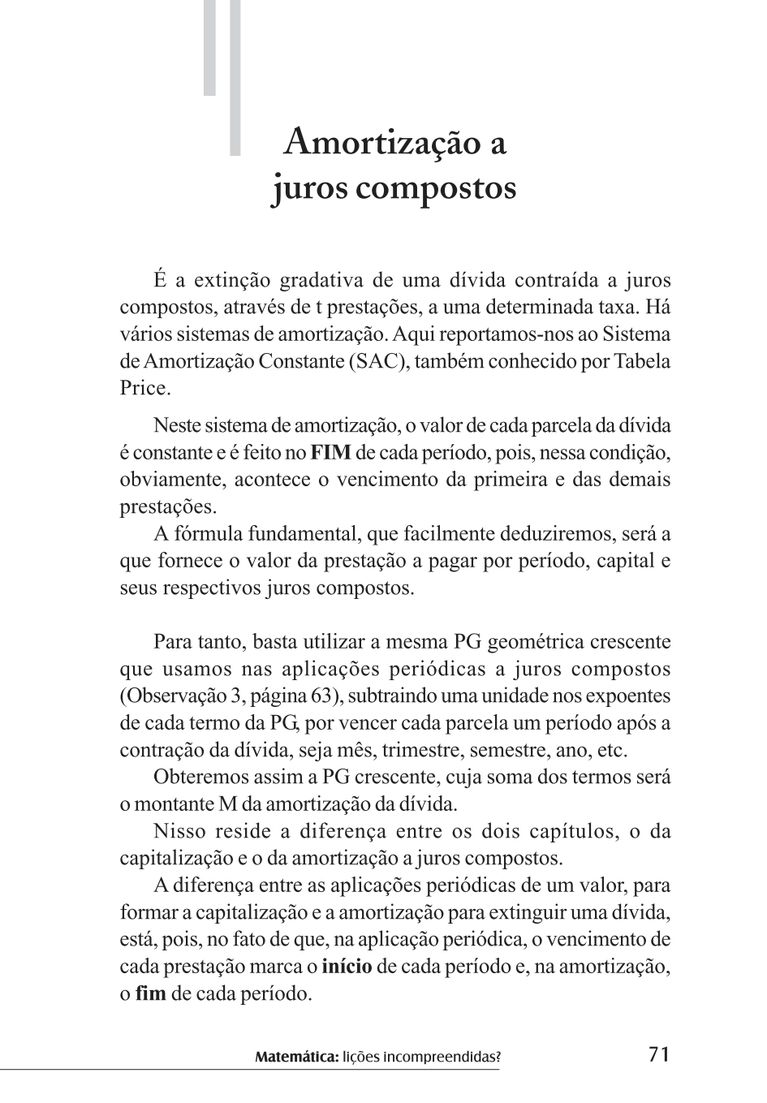 Amortização a
juros compostos
É a extinção gradativa de uma dívida contraída a juros
compostos, através de t prestações, a uma determinada taxa. Há
vários sistemas de amortização. Aqui reportamos-nos ao Sistema
de Amortização Constante (SAC), também conhecido por Tabela
Price.
Neste sistema de amortização, o valor de cada parcela da dívida
é constante e é feito no FIM de cada período, pois, nessa condição,
obviamente, acontece o vencimento da primeira e das demais
prestações.
A fórmula fundamental, que facilmente deduziremos, será a
que fornece o valor da prestação a pagar por período, capital e
seus respectivos juros compostos.
Para tanto, basta utilizar a mesma PG geométrica crescente
que usamos nas aplicações periódicas a juros compostos
(Observação 3, página 63), subtraindo uma unidade nos expoentes
de cada termo da PG, por vencer cada parcela um período após a
contração da dívida, seja mês, trimestre, semestre, ano, etc.
Obteremos assim a PG crescente, cuja soma dos termos será
o montante M da amortização da dívida.
Nisso reside a diferença entre os dois capítulos, o da
capitalização e o da amortização a juros compostos.
A diferença entre as aplicações periódicas de um valor, para
formar a capitalização e a amortização para extinguir uma dívida,
está, pois, no fato de que, na aplicação periódica, o vencimento de
cada prestação marca o início de cada período e, na amortização,
o fim de cada período.
Matemática: lições incompreendidas? 71